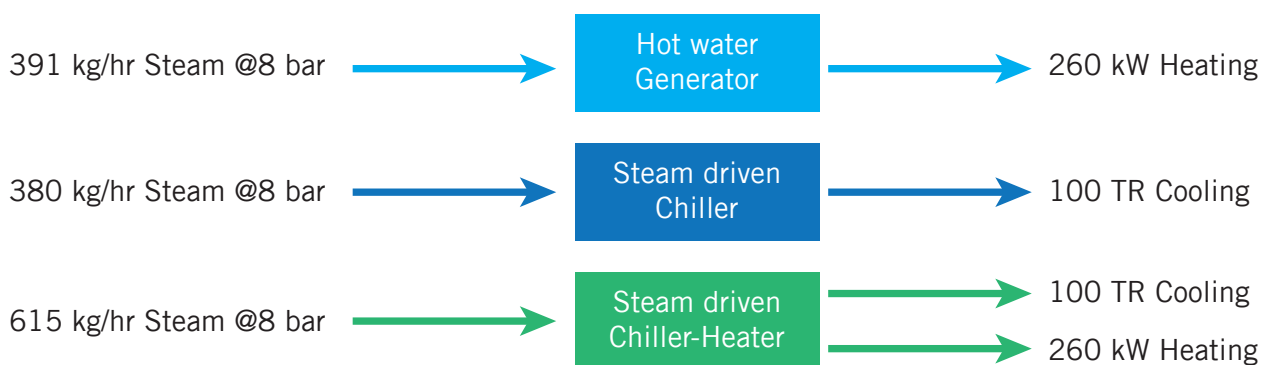 391 kg/hr Steam @8 bar
Hot water
Generator
260 kW Heating
380 kg/hr Steam @8 bar
Steam driven
Chiller
100 TR Cooling
615 kg/hr Steam @8 bar
Steam driven
Chiller-Heater
100 TR Cooling
260 kW Heating